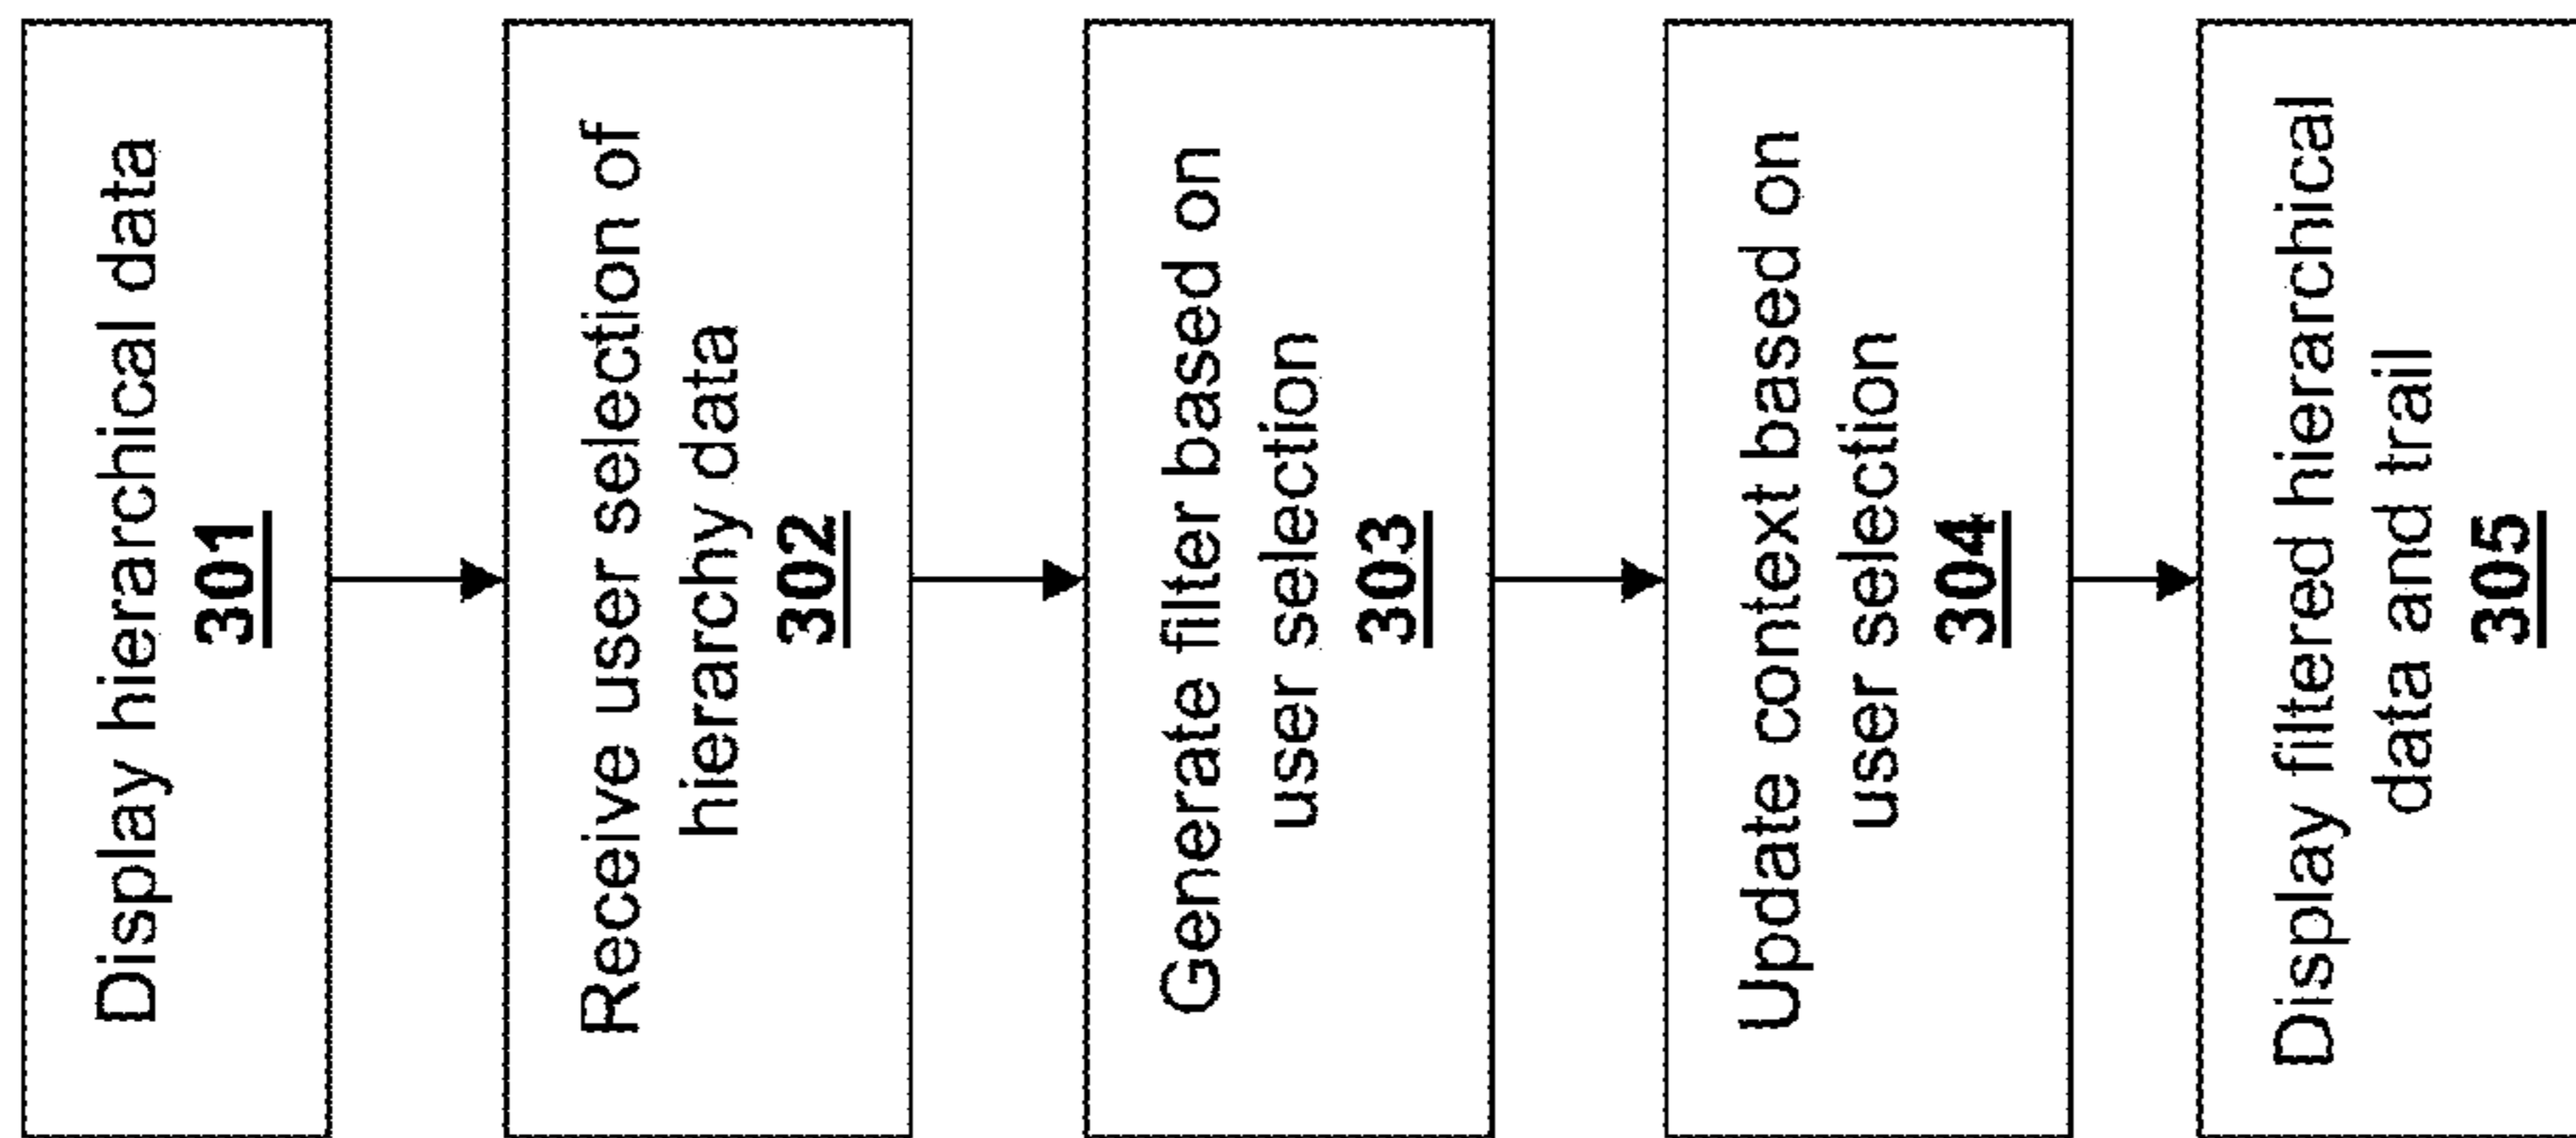 Display hierarchical data
301
Receive user selection of
hierarchy data
302
Generate filter based on
user selection
303
Update context based on
user selection
304
Display filtered hierarchical
data and trail
305